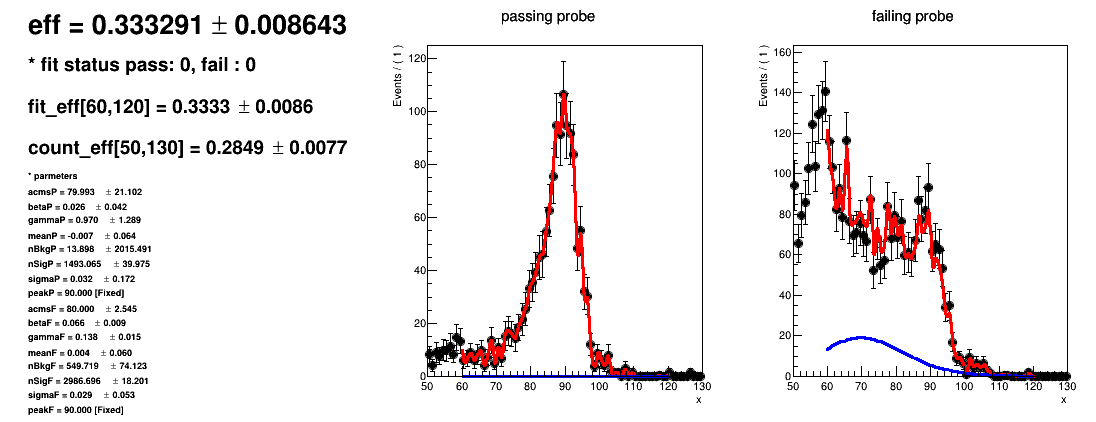 eff = 0.333291 ± 0.008643
* fit status pass: 0, fail : 0
fit_eff[60,120] = 0.3333 ± 0.0086
count_eff[50,130] = 0.2849 ± 0.0077
* parmeters
acmsP = 79.993 ± 21.102
betaP = 0.026 ± 0.042
gammaP = 0.970 ± 1.289
meanP = -0.007 ± 0.064
nBkgP = 13.898 ± 2015.491
nSigP = 1493.065 ± 39.975
sigmaP = 0.032 ± 0.172
peakP = 90.000 [Fixed]
acmsF = 80.000 ± 2.545
betaF = 0.066 ± 0.009
gammaF = 0.138 ± 0.015
meanF = 0.004 ± 0.060
nBkgF = 549.719 ± 74.123
nSigF = 2986.696 ± 18.201
sigmaF = 0.029 ± 0.053
peakF = 90.000 [Fixed]
passing probe
Events / ( 1 )
120
100
80
60
40
20
0
50 60 70 80 90 100 110 120 130
x
failing probe
Events / ( 1 )
160
140
120
100
80
60
40
20
0
50 60 70 80 90 100 110 120 130
x